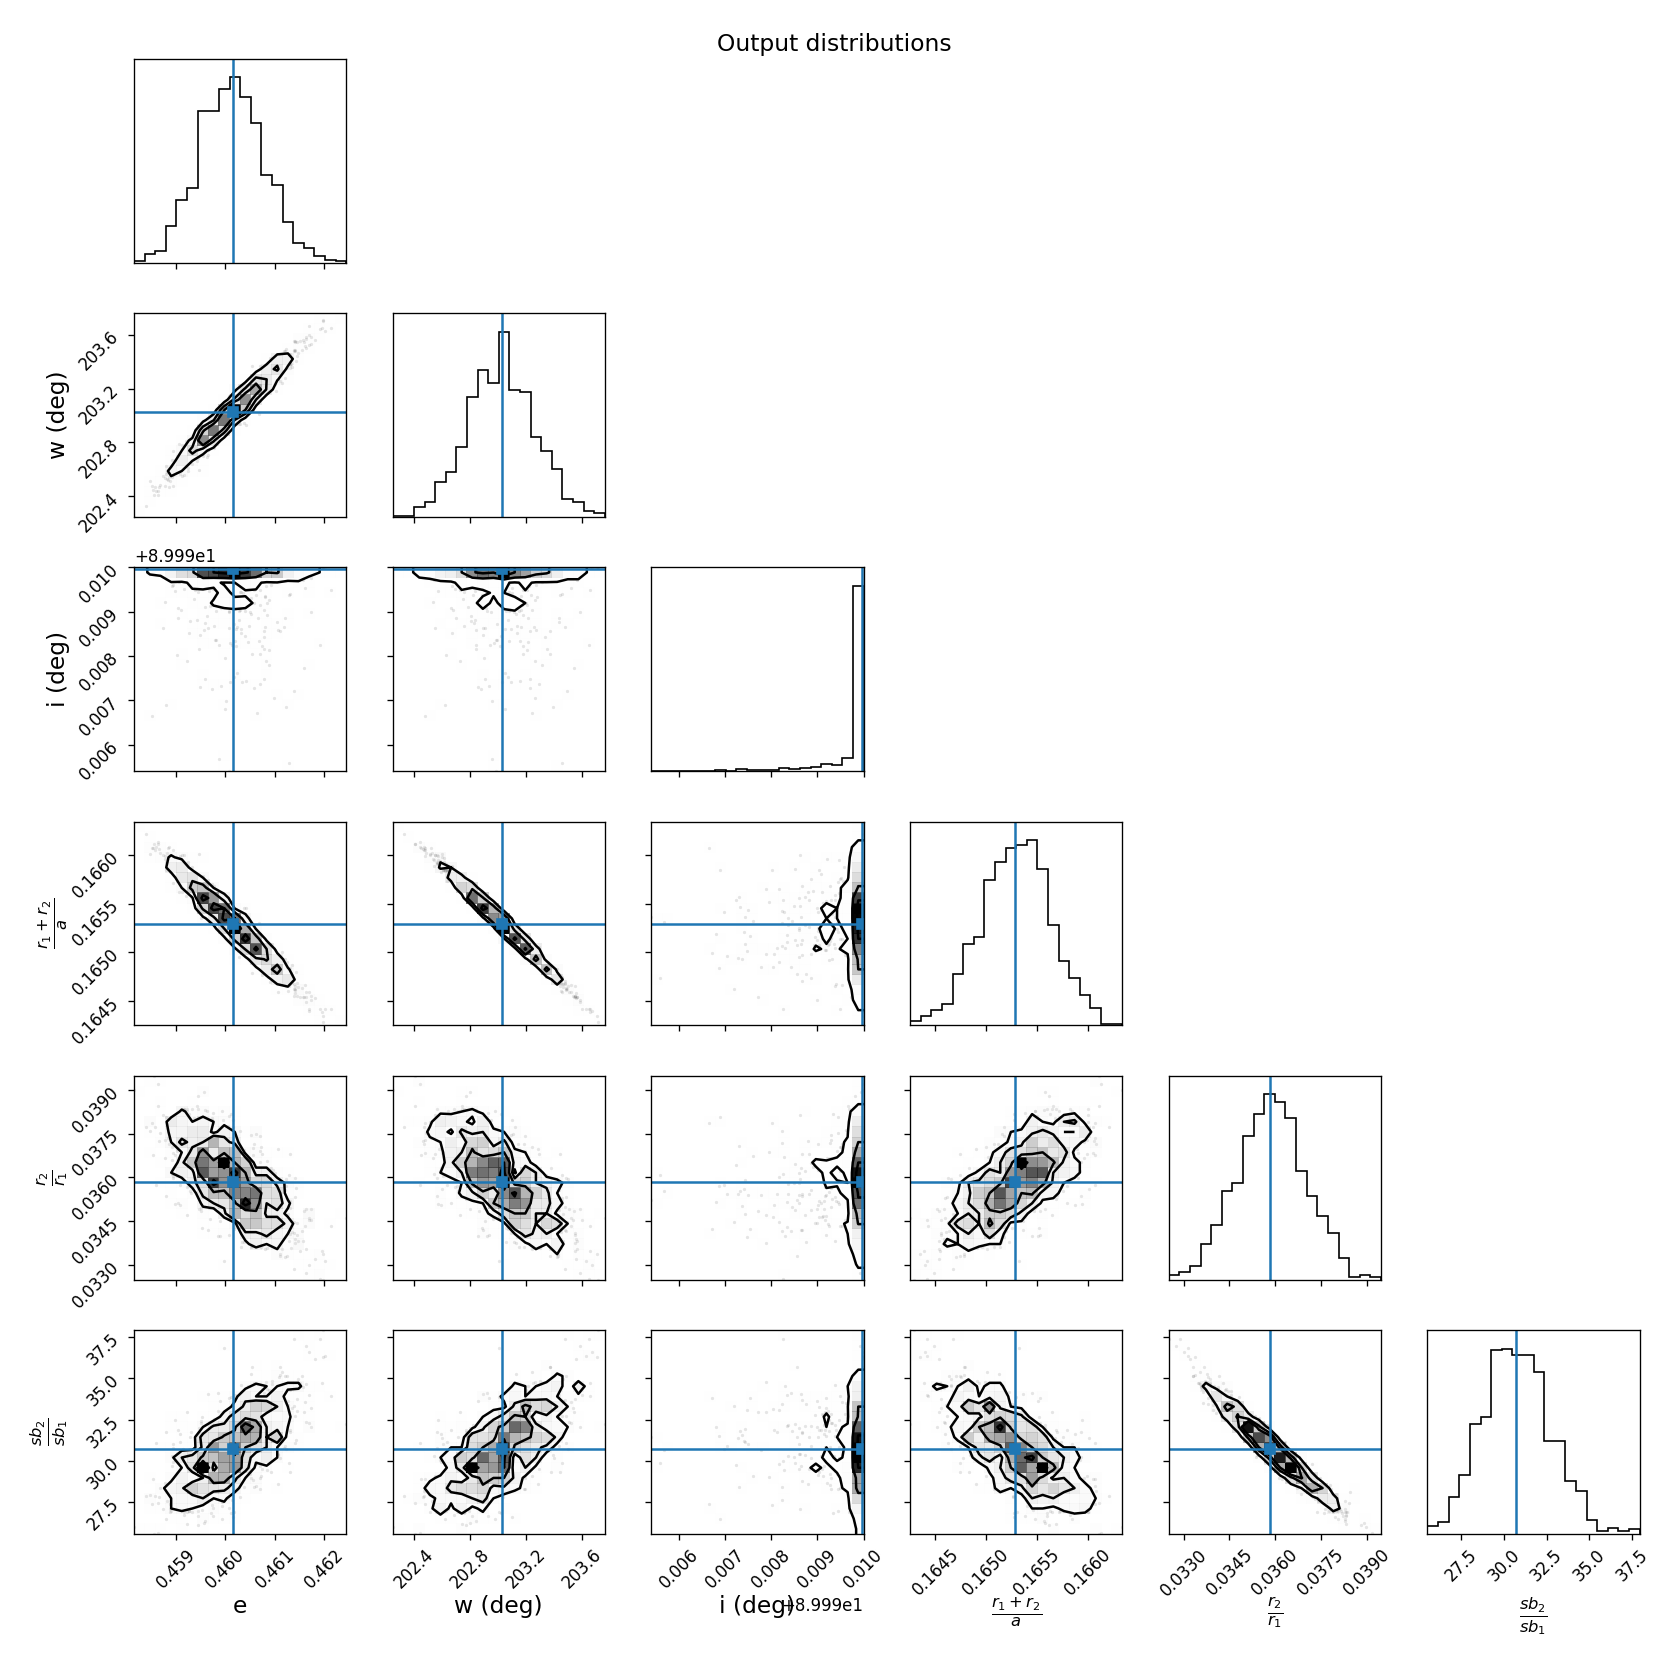 Output distributions
w (deg)
203.6
203.2
202.8
202.4
+8.999e1
i (deg)
0.010
0.009
0.008
0.007
0.006
r1 + r2
a
0.1660
0.1655
0.1650
0.1645
r2
r1
0.0390
0.0375
0.0360
0.0345
0.0330
sb2
sb1
37.5
35.0
32.5
30.0
27.5
0.459 0.460 0.461 0.462 202.4 202.8 203.2 203.6 0.006 0.007 0.008 0.009 0.010 0.1645 0.1650 0.1655 0.1660 0.0330 0.0345 0.0360 0.0375 0.0390 27.5 30.0 32.5 35.0 37.5
e w (deg) i (deg) +8.999e1
r1 + r2
a
r2
r1
sb2
sb1